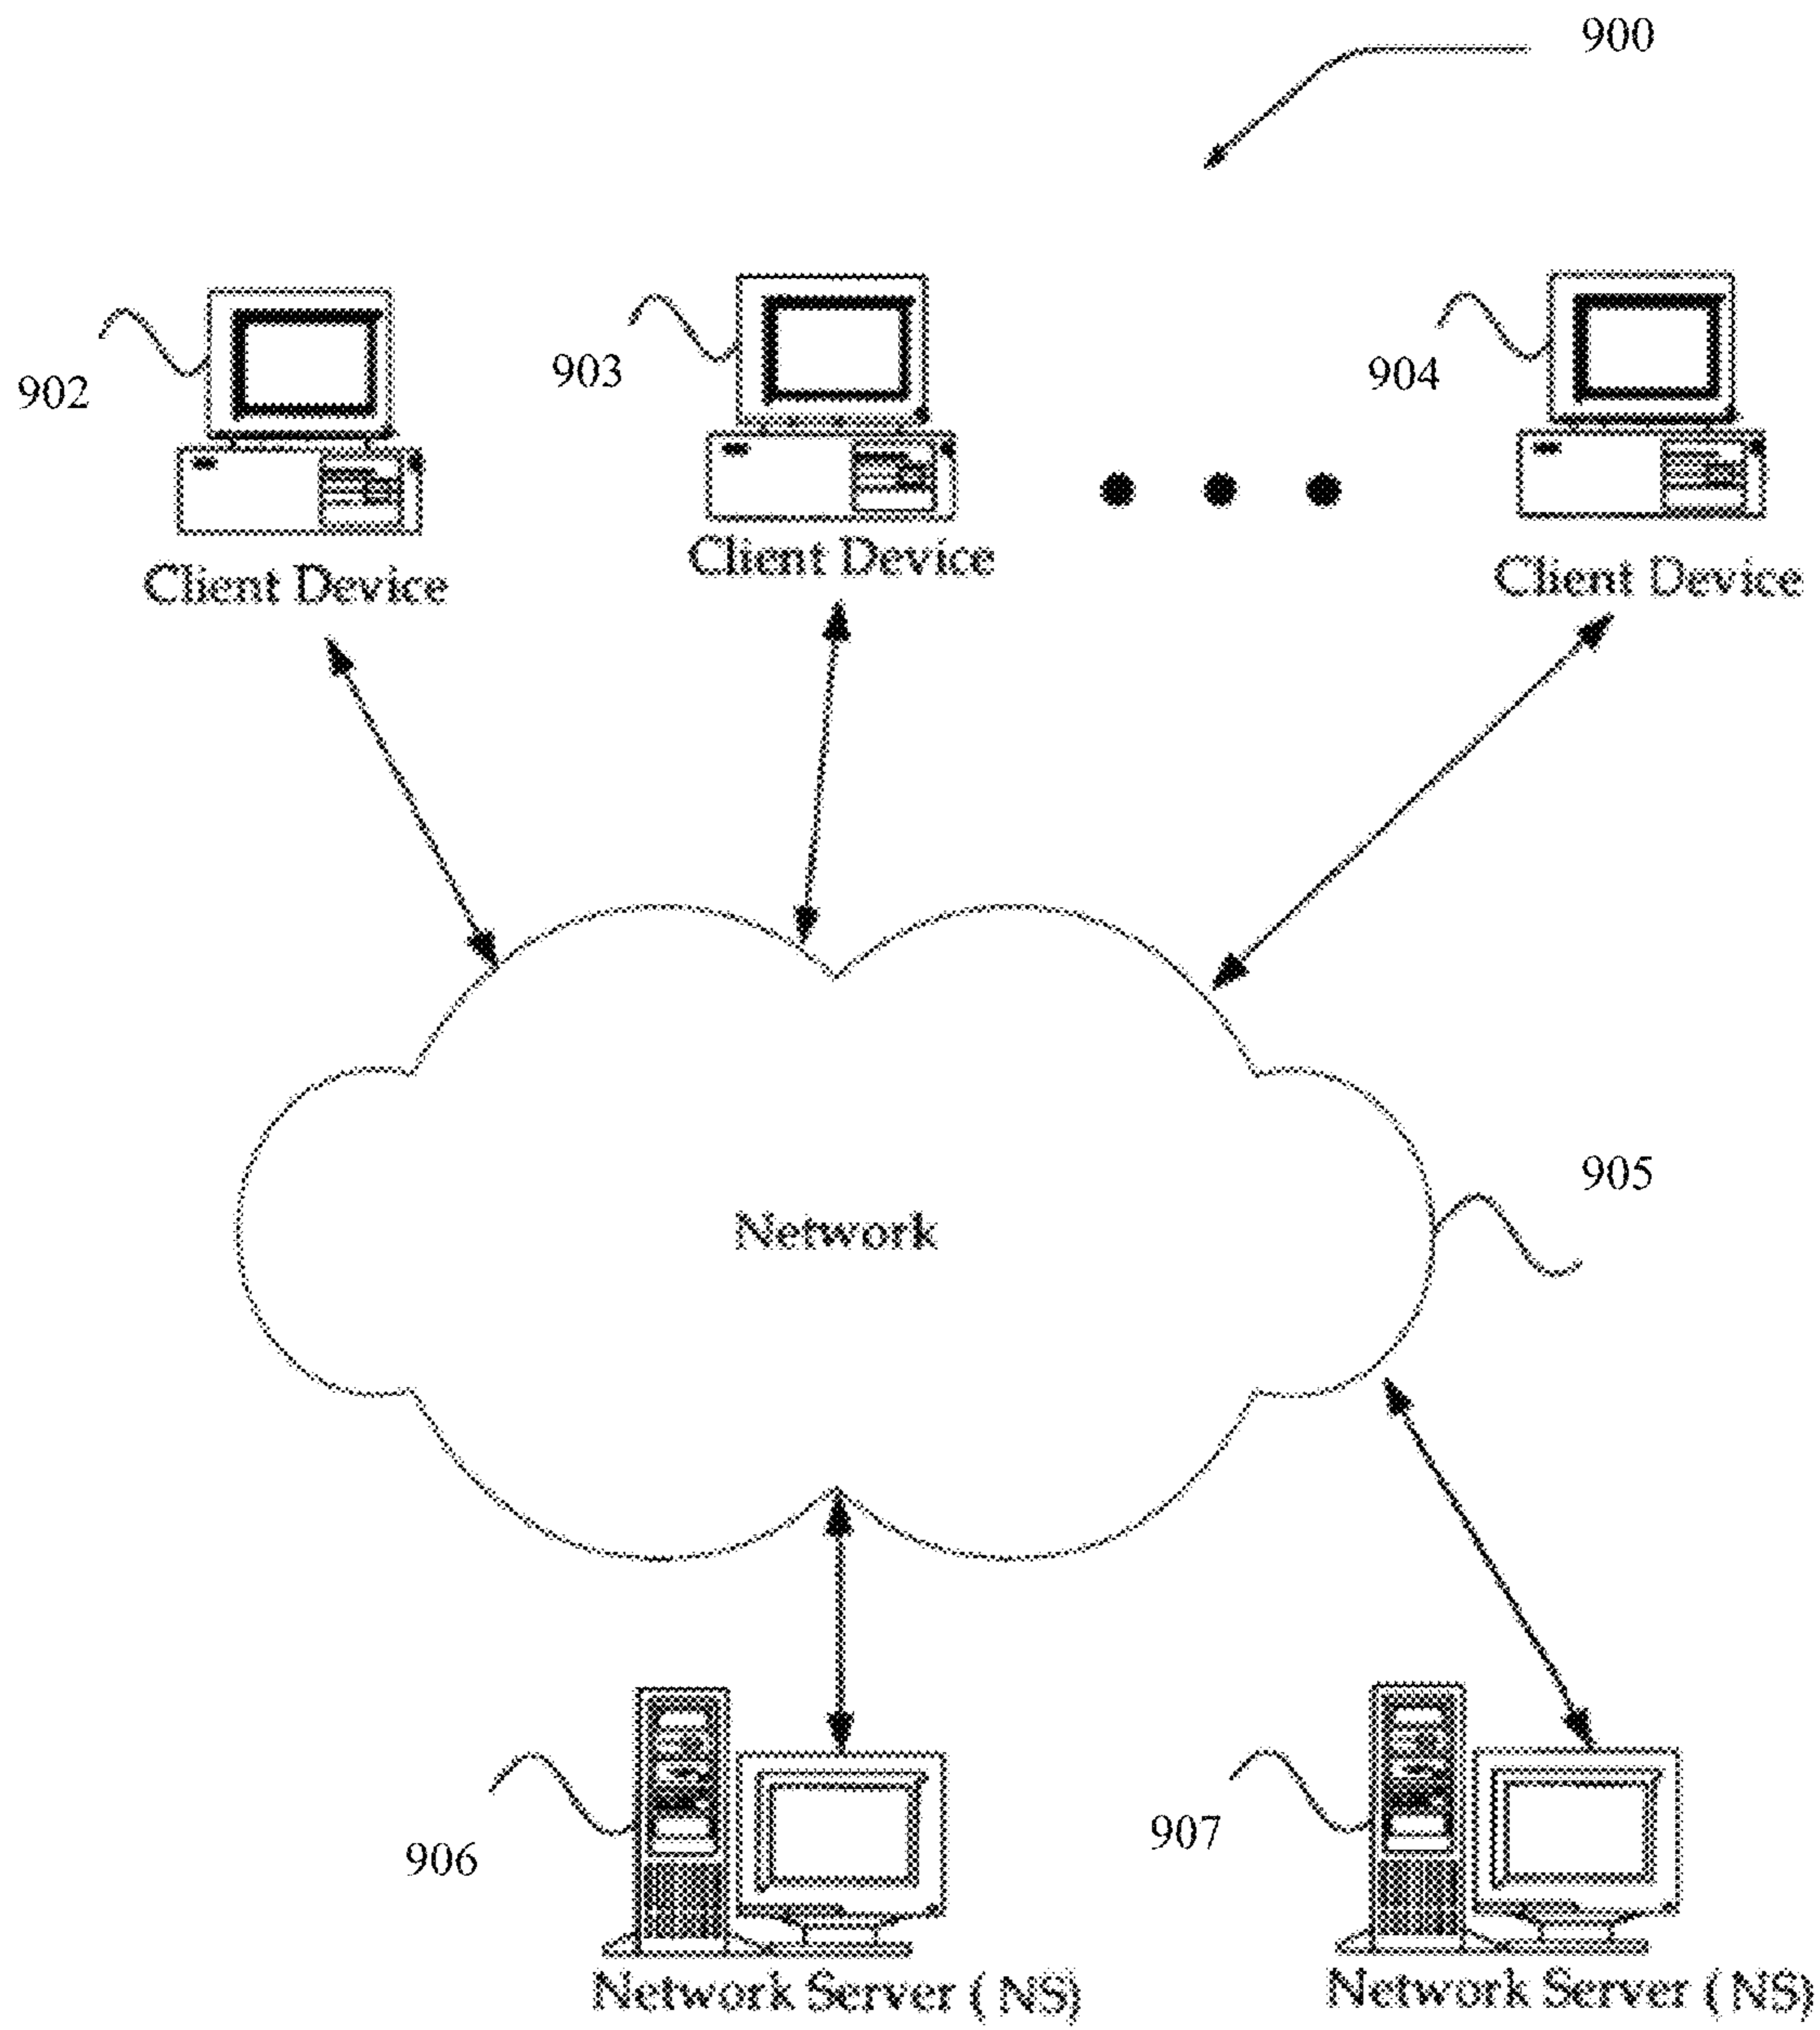 900
902
903
904
Client Device
Client Device
Client Device
Network
905
906
907
Network Server ( NS)
Network Server ( NS)